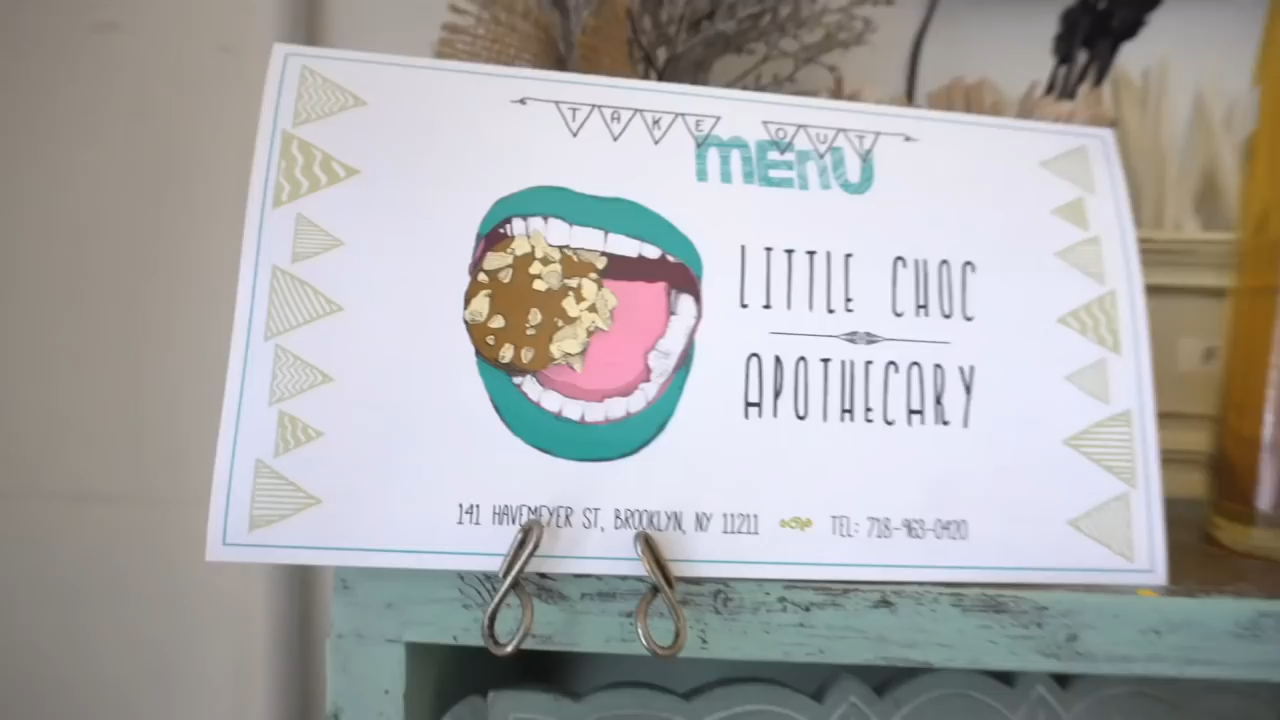 TAKE OUT
MENU
LITTLE CHOC
APOTHECARY
141 HAVEMEYER ST, BROOKLYN, NY 11211 TEL: 718-963-0420